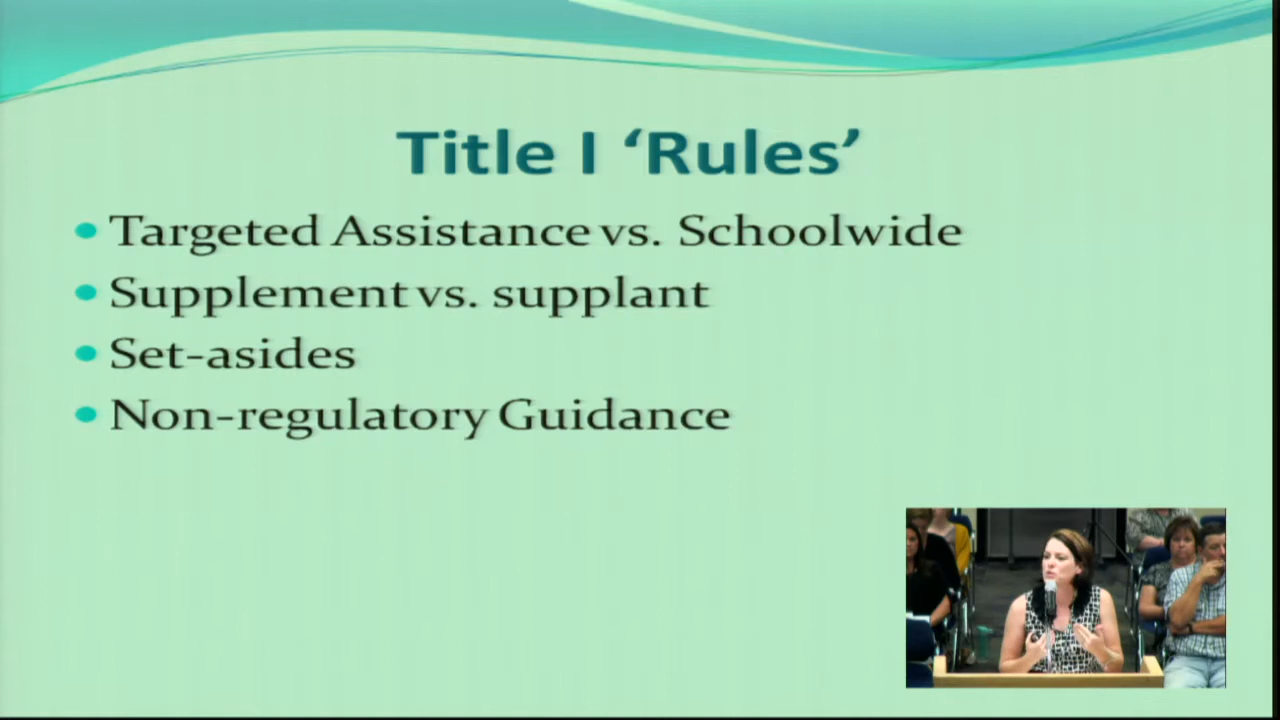 Title I ‘Rules’
Targeted Assistance vs. Schoolwide
Supplement vs. supplant
Set-asides
Non-regulatory Guidance